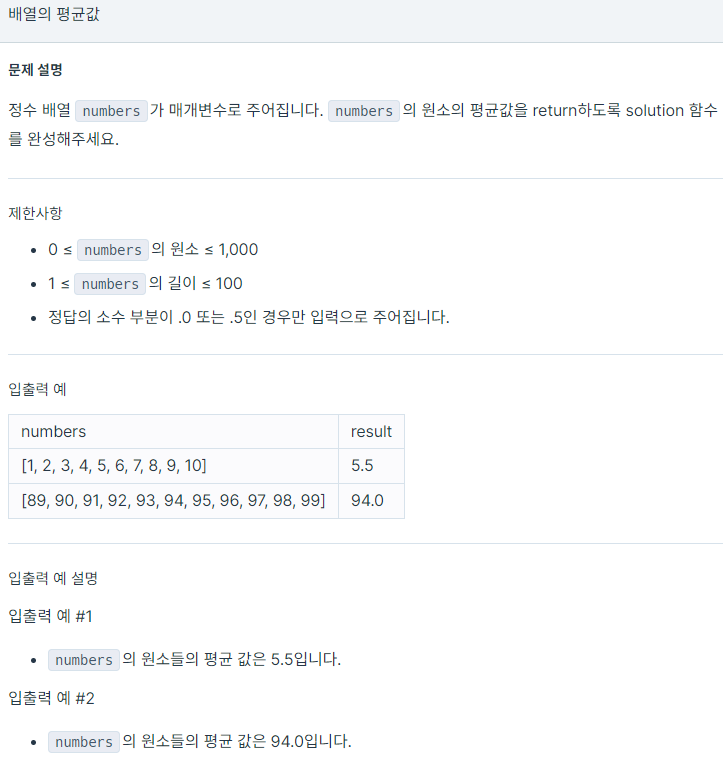 배열의 평균값
문제 설명
정수 배열 numbers가 매개변수로 주어집니다. numbers의 원소의 평균값을 return하도록 solution 함수
를 완성해주세요.
제한사항
• 0 ≤ numbers의 원소 ≤ 1,000
• 1 ≤ numbers의 길이 ≤ 100
• 정답의 소수 부분이 .0 또는 .5인 경우만 입력으로 주어집니다.
입출력 예
numbers result
[1, 2, 3, 4, 5, 6, 7, 8, 9, 10] 5.5
[89, 90, 91, 92, 93, 94, 95, 96, 97, 98, 99] 94.0
입출력 예 설명
입출력 예 #1
• numbers의 원소들의 평균 값은 5.5입니다.
입출력 예 #2
• numbers의 원소들의 평균 값은 94.0입니다.